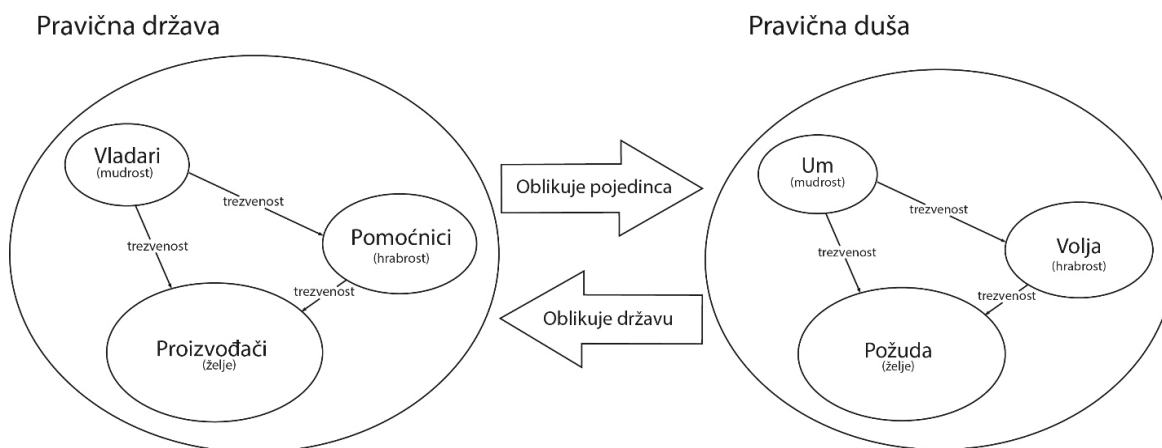 Pravična država
Pravična duša
Vladari
(mudrost)
trezvenost
Pomoćnici
(hrabrost)
trezvenost
trezvenost
Proizvođači
(želje)
Oblikuje pojedinca
Oblikuje državu
Um
(mudrost)
trezvenost
Volja
(hrabrost)
trezvenost
trezvenost
Požuda
(želje)